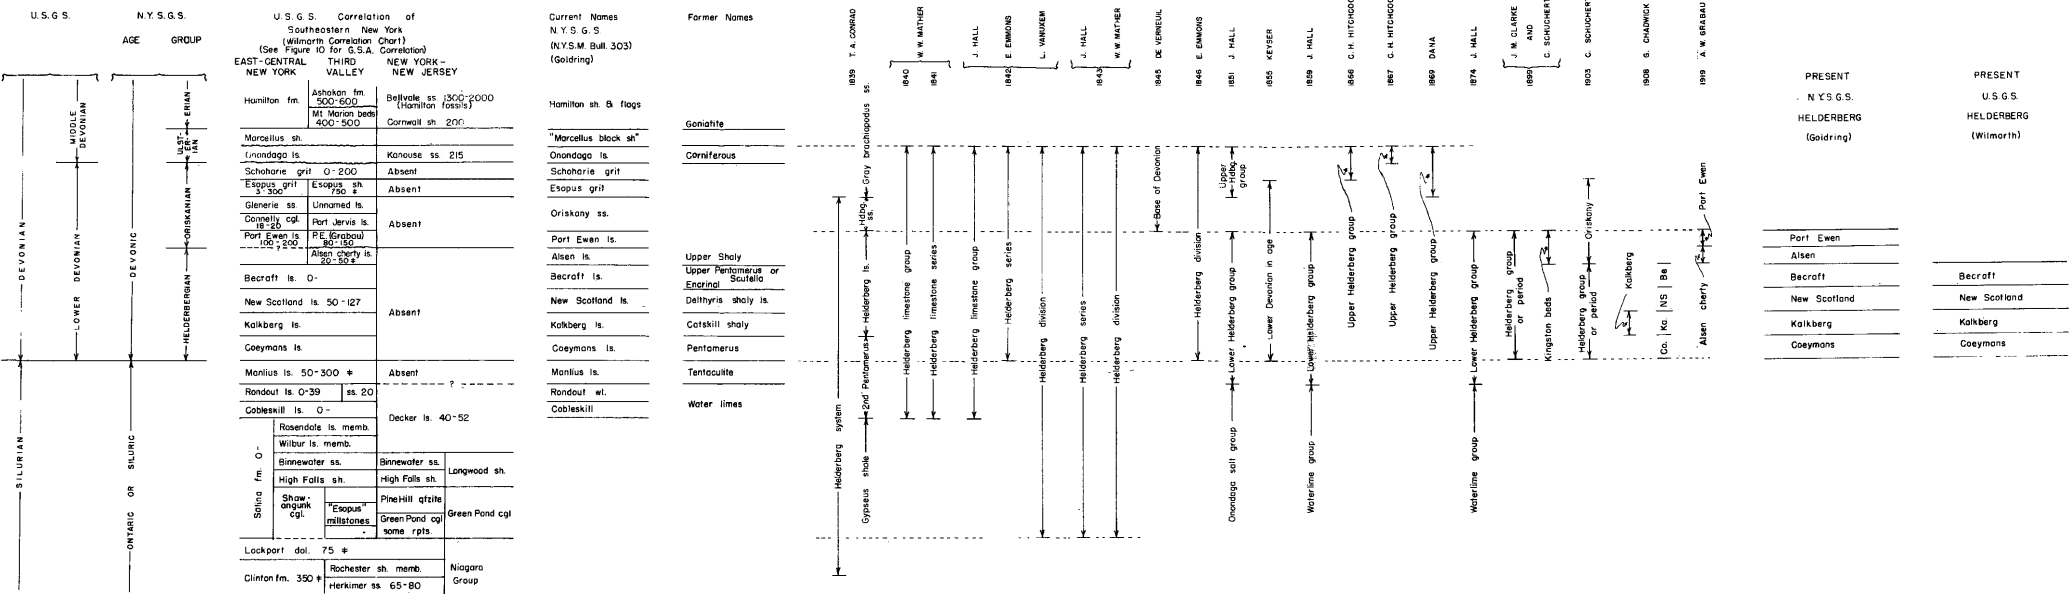 U.S.G.S.
N.Y.S.G.S.
AGE GROUP
DEVONIAN
SILURIAN
MIDDLE DEVONIAN
LOWER DEVONIAN
DEVONIC
ONTARIC OR SILURIC
ERIAN
ULST-
ER-
IAN
ORISKANIAN
HELDERBERGIAN
U.S.G.S. Correlation of
Southeastern New York
(Wilmarth Correlation Chart)
(See Figure 10 for G.S.A. Correlation)
EAST-CENTRAL THIRD NEW YORK-
NEW YORK VALLEY NEW JERSEY
Hamilton fm.
Ashokan fm.
500-600
Mt. Marion beds
400-500
Bellvale ss. 1300-2000
(Hamilton fossils)
Cornwall sh. 200
Marcellus sh.
Onondaga ls.
Kanouse ss. 215
Schoharie grit 0-200
Absent
Esopus grit
3-300
Esopus sh.
750 ±
Absent
Glenerie ss.
Unnamed ls.
Connelly cgl.
18-20
Port Jervis ls.
Absent
Port Ewen ls.
100-200
P.E. (Grabau)
80-150
?
Alsen cherty ls.
20-50 ±
Becraft ls. 0-
New Scotland ls. 50-127
Absent
Kalkberg ls.
Coeymans ls.
Manlius ls. 50-300 ±
Absent
?
Rondout ls. 0-39
ss. 20
Cobleskill ls. 0-
Decker ls. 40-52
Salina fm. 0-
Rosendale ls. memb.
Wilbur ls. memb.
Binnewater ss.
Binnewater ss.
Longwood sh.
High Falls sh.
High Falls sh.
Shaw-
angunk
cgl.
"Esopus"
millstones
Pine Hill qtzite
Green Pond cgl
some rpts.
Green Pond cgl
Lockport dol. 75 ±
Clinton fm. 350 ±
Rochester sh. memb.
Herkimer ss. 65-80
Niagara
Group
Current Names
N.Y.S.G.S.
(N.Y.S.M. Bull. 303)
(Goldring)
Hamilton sh. & flags
"Marcellus black sh"
Onondaga ls.
Schoharie grit
Esopus grit
Oriskany ss.
Port Ewen ls.
Alsen ls.
Becraft ls.
New Scotland ls.
Kalkberg ls.
Coeymans ls.
Manlius ls.
Rondout wl.
Cobleskill
Former Names
Goniatite
Corniferous
Upper Shaly
Upper Pentamerus or
Scutella
Encrinal
Delthyris shaly ls.
Catskill shaly
Pentamerus
Tentaculite
Water limes
1839 T. A. CONRAD
Helderberg system
Gray brachiopodus ss.
Hdbg. ss.
Helderberg ls.
2nd Pentamerus
Gypseus shale
W. W. MATHER
1840
Helderberg limestone group
1841
Helderberg limestone series
J. HALL
Helderberg limestone group
1842
E. EMMONS
Helderberg series
L. VANUXEM
Helderberg division
J. HALL
Helderberg series
1843
W. W. MATHER
Helderberg division
1845 DE VERNEUIL
Base of Devonian
1846 E. EMMONS
Helderberg division
1851 J. HALL
Upper
Hdbg.
group
Lower Helderberg group
Onondaga salt group
1855 KEYSER
Lower Devonian in age
1859 J. HALL
Lower Helderberg group
Waterlime group
1866 C. H. HITCHCOCK
Upper Helderberg group
1867 C. H. HITCHCOCK
Upper Helderberg group
1869 DANA
Upper Helderberg group
1874 J. HALL
Lower Helderberg group
Waterlime group
J. M. CLARKE
AND
C. SCHUCHERT
1899
Helderberg group
or period
Kingston beds
1903 C. SCHUCHERT
Oriskany
Helderberg group
or period
1908 G. CHADWICK
Kalkberg
Co. Ka. NS Be
1919 A. W. GRABAU
Port Ewen
Alsen cherty
PRESENT
N.Y.S.G.S.
HELDERBERG
(Goldring)
Port Ewen
Alsen
Becraft
New Scotland
Kalkberg
Coeymans
PRESENT
U.S.G.S.
HELDERBERG
(Wilmarth)
Becraft
New Scotland
Kalkberg
Coeymans